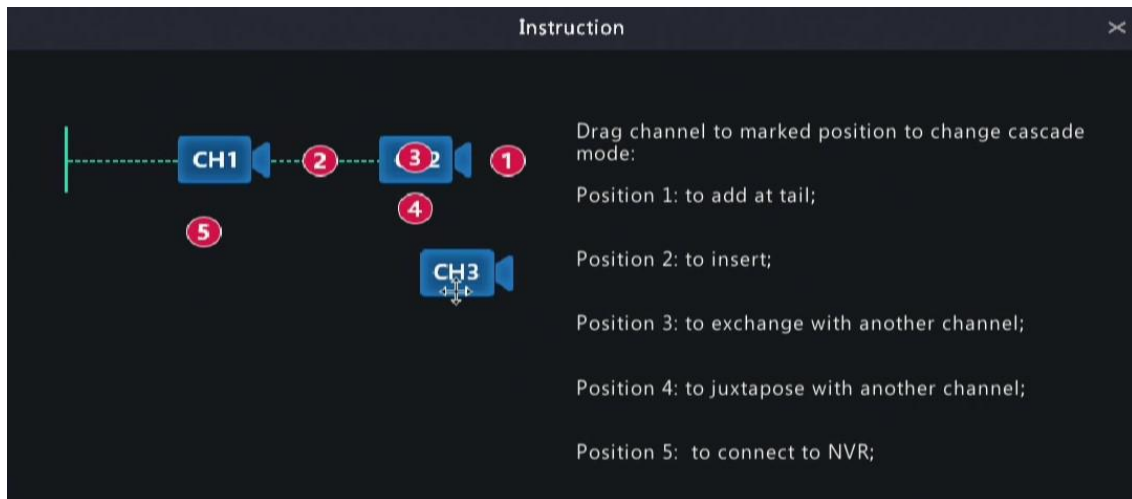 Instruction
Drag channel to marked position to change cascade
mode:
CH1
2
3
2
1
Position 1: to add at tail;
4
5
Position 2: to insert;
CH3
Position 3: to exchange with another channel;
Position 4: to juxtapose with another channel;
Position 5: to connect to NVR;